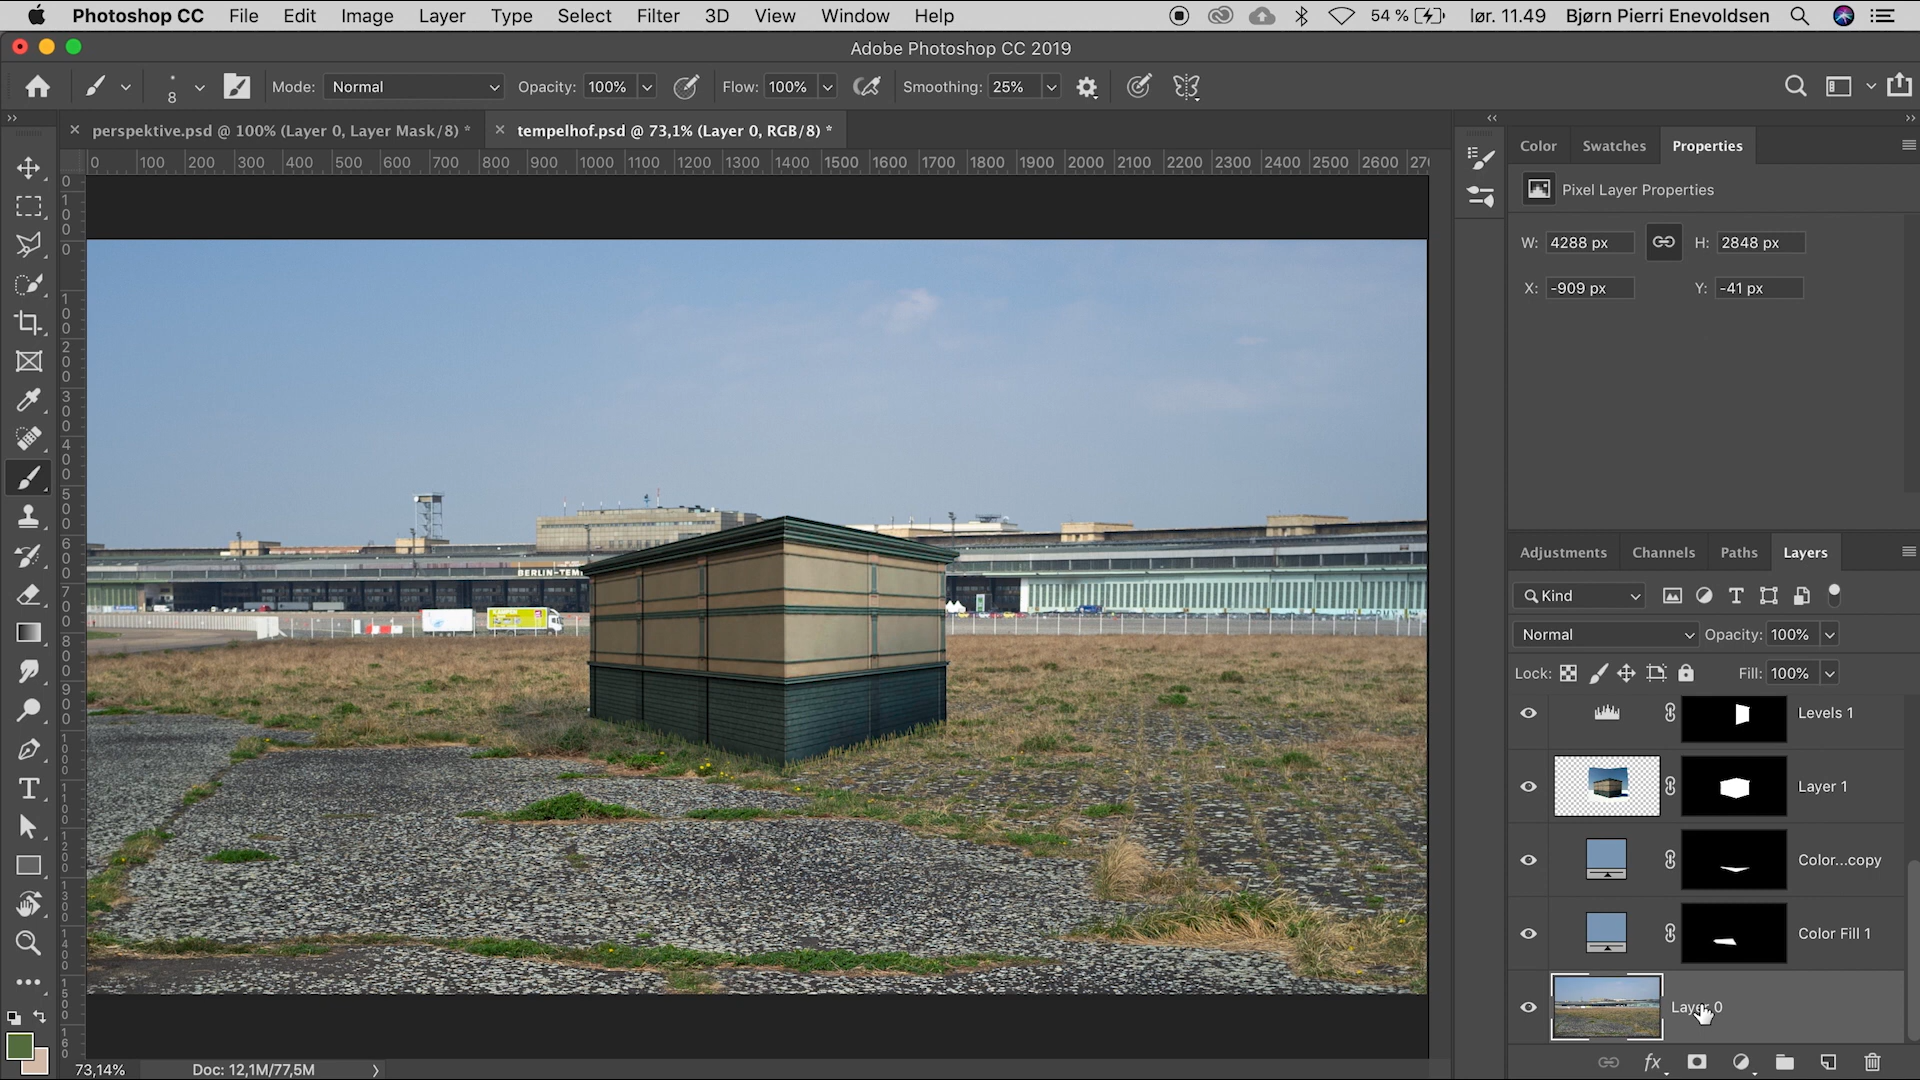 Photoshop CC File Edit Image Layer Type Select Filter 3D View Window Help 54 % lør. 11.49 Bjørn Pierri Enevoldsen
Adobe Photoshop CC 2019
8 Mode: Normal Opacity: 100% Flow: 100% Smoothing: 25%
perspektive.psd @ 100% (Layer 0, Layer Mask/8) * tempelhof.psd @ 73,1% (Layer 0, RGB/8) *
0 100 200 300 400 500 600 700 800 900 1000 1100 1200 1300 1400 1500 1600 1700 1800 1900 2000 2100 2200 2300 2400 2500 2600
Color Swatches Properties
Pixel Layer Properties
W: 4288 px H: 2848 px
X: -909 px Y: -41 px
BERLIN-TEM
Adjustments Channels Paths Layers
Kind
Normal Opacity: 100%
Lock: Fill: 100%
Levels 1
Layer 1
Color...copy
Color Fill 1
Layer 0
73,14% Doc: 12,1M/77,5M
fx